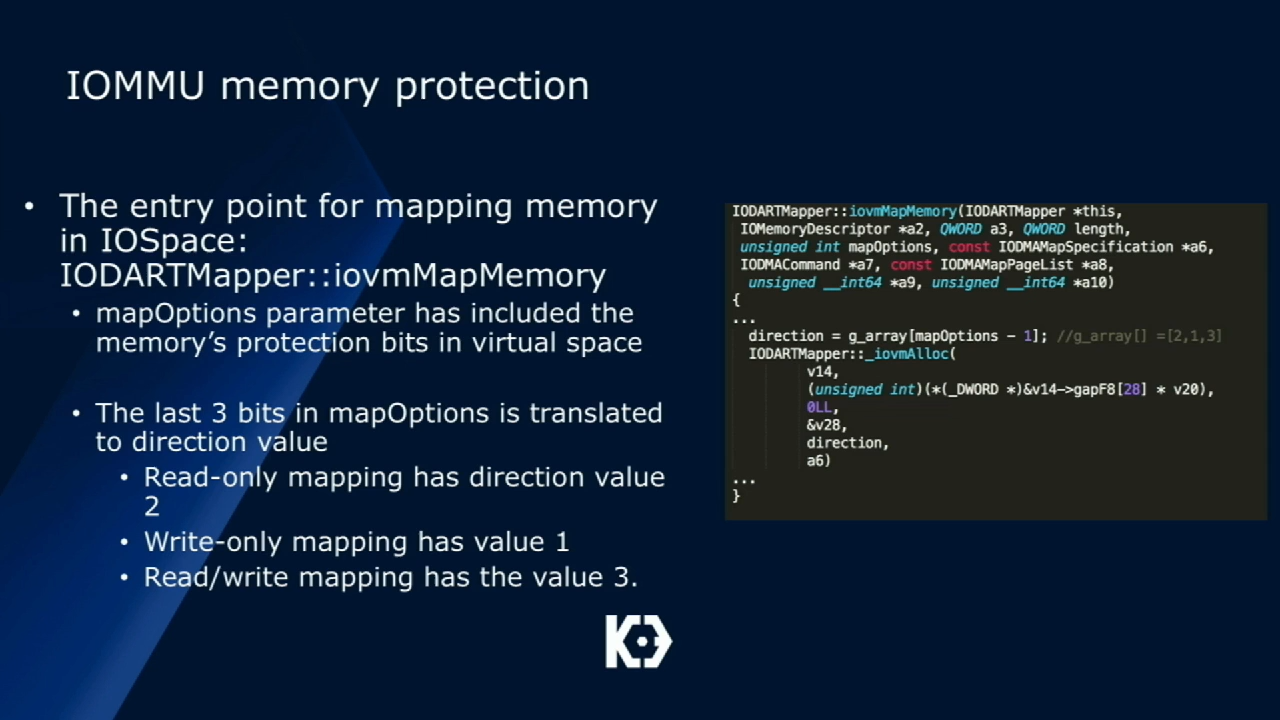 IOMMU memory protection
• The entry point for mapping memory
in IOSpace:
IODARTMapper::iovmMapMemory
• mapOptions parameter has included the
memory's protection bits in virtual space
• The last 3 bits in mapOptions is translated
to direction value
• Read-only mapping has direction value
2
• Write-only mapping has value 1
• Read/write mapping has the value 3.
IODARTMapper::iovmMapMemory(IODARTMapper *this,
IOMemoryDescriptor *a2, QWORD a3, QWORD length,
unsigned int mapOptions, const IODMAMapSpecification *a6,
IODMACommand *a7, const IODMAMapPageList *a8,
unsigned __int64 *a9, unsigned __int64 *a10)
{
...
direction = g_array[mapOptions - 1]; //g_array[] =[2,1,3]
IODARTMapper::_iovmAlloc(
v14,
(unsigned int)(*(_DWORD *)&v14->gapF8[28] * v20),
0LL,
&v28,
direction,
a6)
...
}